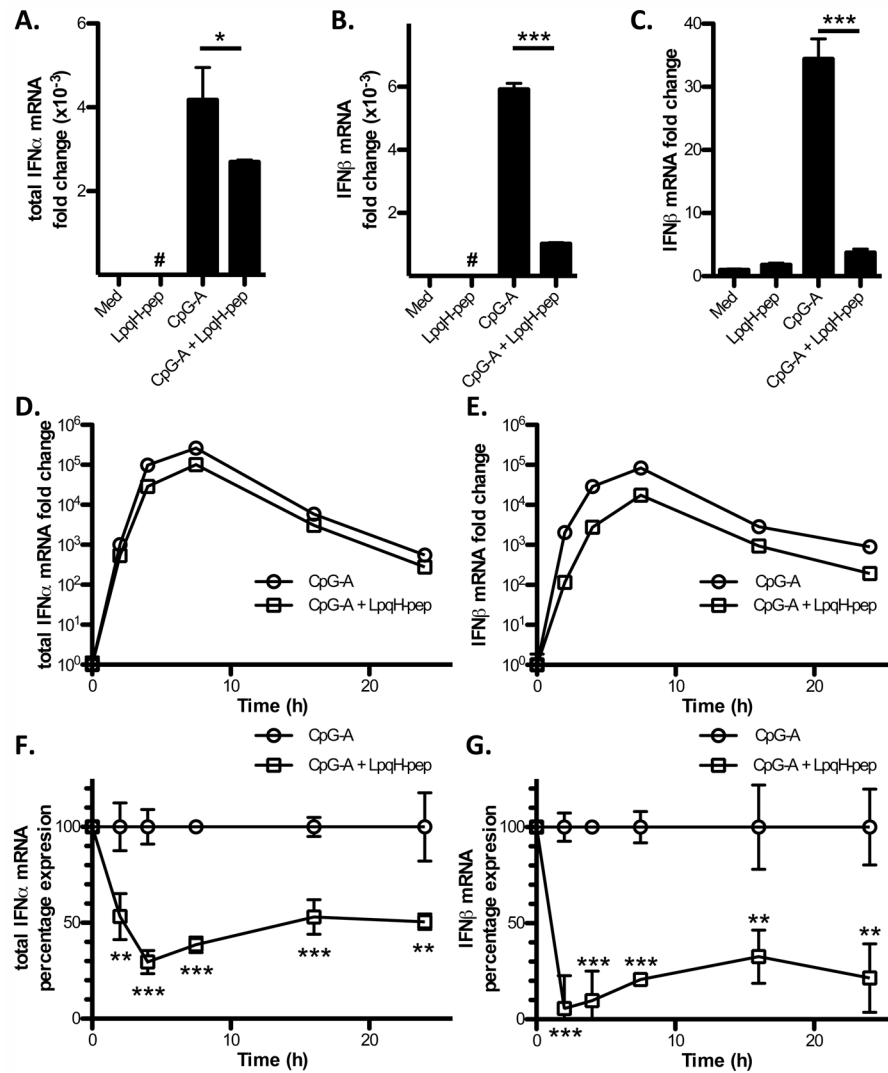 A.
total IFNα mRNA
fold change (x10⁻³)
6
4
2
*
#
Med
LpqH-pep
CpG-A
CpG-A + LpqH-pep
B.
IFNβ mRNA
fold change (x10⁻³)
6
4
2
***
#
Med
LpqH-pep
CpG-A
CpG-A + LpqH-pep
C.
IFNβ mRNA fold change
40
30
20
10
0
***
Med
LpqH-pep
CpG-A
CpG-A + LpqH-pep
D.
total IFNα mRNA fold change
10⁶
10⁵
10⁴
10³
10²
10¹
10⁰
CpG-A
CpG-A + LpqH-pep
0
10
20
Time (h)
E.
IFNβ mRNA fold change
10⁶
10⁵
10⁴
10³
10²
10¹
10⁰
CpG-A
CpG-A + LpqH-pep
0
10
20
Time (h)
F.
CpG-A
CpG-A + LpqH-pep
total IFNα mRNA
percentage expresion
100
50
0
**
***
***
***
**
0
10
20
Time (h)
G.
CpG-A
CpG-A + LpqH-pep
IFNβ mRNA
percentage expresion
100
50
0
***
***
***
**
**
0
10
20
Time (h)